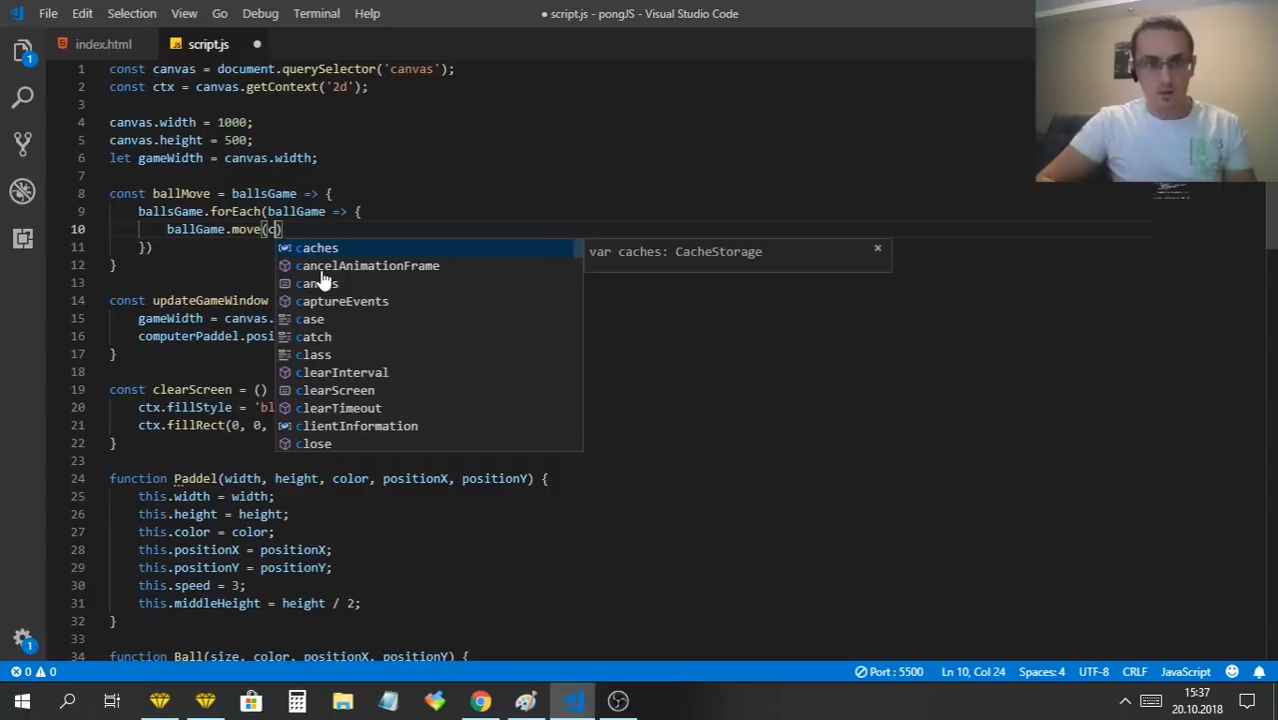 File Edit Selection View Go Debug Terminal Help
● script.js - pongJS - Visual Studio Code
index.html JS script.js ●
1 const canvas = document.querySelector('canvas');
2 const ctx = canvas.getContext('2d');
3
4 canvas.width = 1000;
5 canvas.height = 500;
6 let gameWidth = canvas.width;
7
8 const ballMove = ballsGame => {
9 ballsGame.forEach(ballGame => {
10 ballGame.move(c)
11 })
12 }
13
14 const updateGameWindow
15 gameWidth = canvas.
16 computerPaddel.posi
17 }
18
19 const clearScreen = ()
20 ctx.fillStyle = 'bl
21 ctx.fillRect(0, 0,
22 }
23
24 function Paddel(width, height, color, positionX, positionY) {
25 this.width = width;
26 this.height = height;
27 this.color = color;
28 this.positionX = positionX;
29 this.positionY = positionY;
30 this.speed = 3;
31 this.middleHeight = height / 2;
32 }
33
34 function Ball(size, color, positionX, positionY) {
caches
cancelAnimationFrame
captureEvents
case
catch
class
clearInterval
clearScreen
clearTimeout
clientInformation
close
var caches: CacheStorage ×
1
1
0 0
Port : 5500 Ln 10, Col 24 Spaces: 4 UTF-8 CRLF JavaScript
15:37
20.10.2018